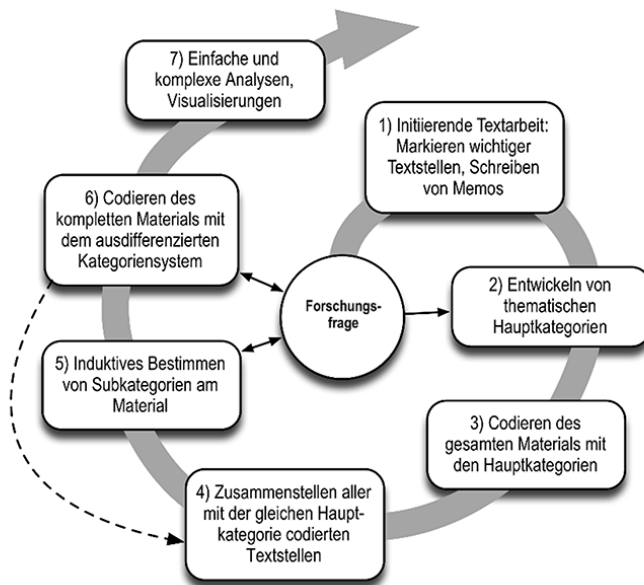 7) Einfache und
komplexe Analysen,
Visualisierungen
1) Initiierende Textarbeit:
Markieren wichtiger
Textstellen, Schreiben
von Memos
6) Codieren des
kompletten Materials mit
dem ausdifferenzierten
Kategoriensystem
Forschungs-
frage
2) Entwickeln von
thematischen
Hauptkategorien
5) Induktives Bestimmen
von Subkategorien am
Material
3) Codieren des
gesamten Materials mit
den Hauptkategorien
4) Zusammenstellen aller
mit der gleichen Haupt-
kategorie codierten
Textstellen